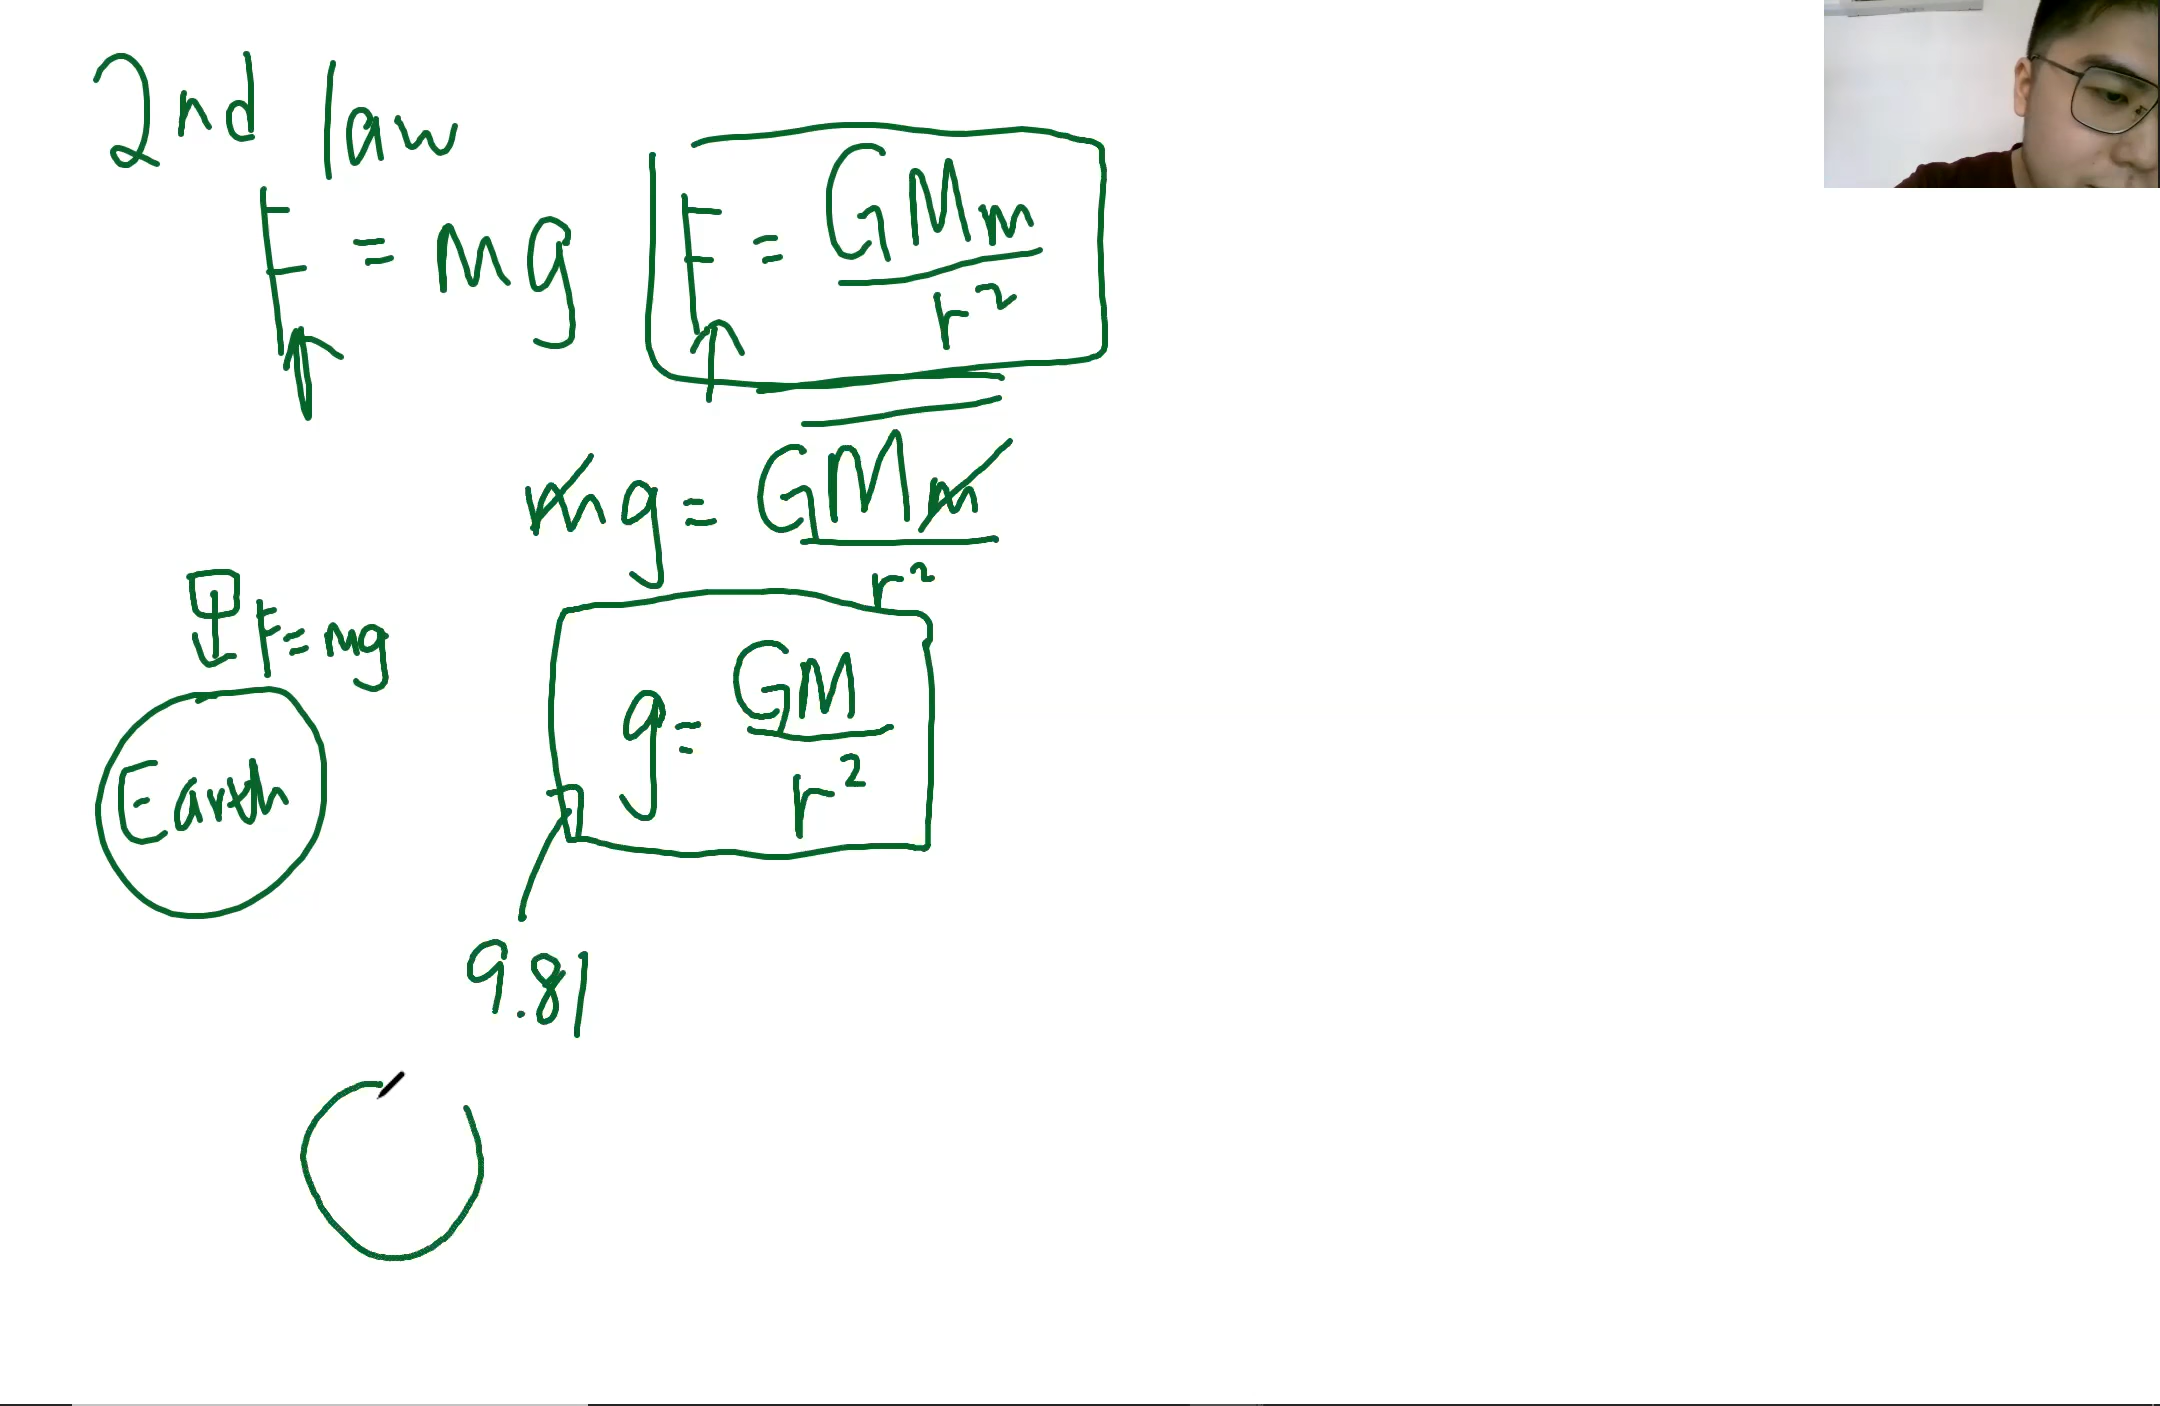 2nd law
F = mg
F = GMm / r²
mg = GMm / r²
F = mg
Earth
g = GM / r²
9.81